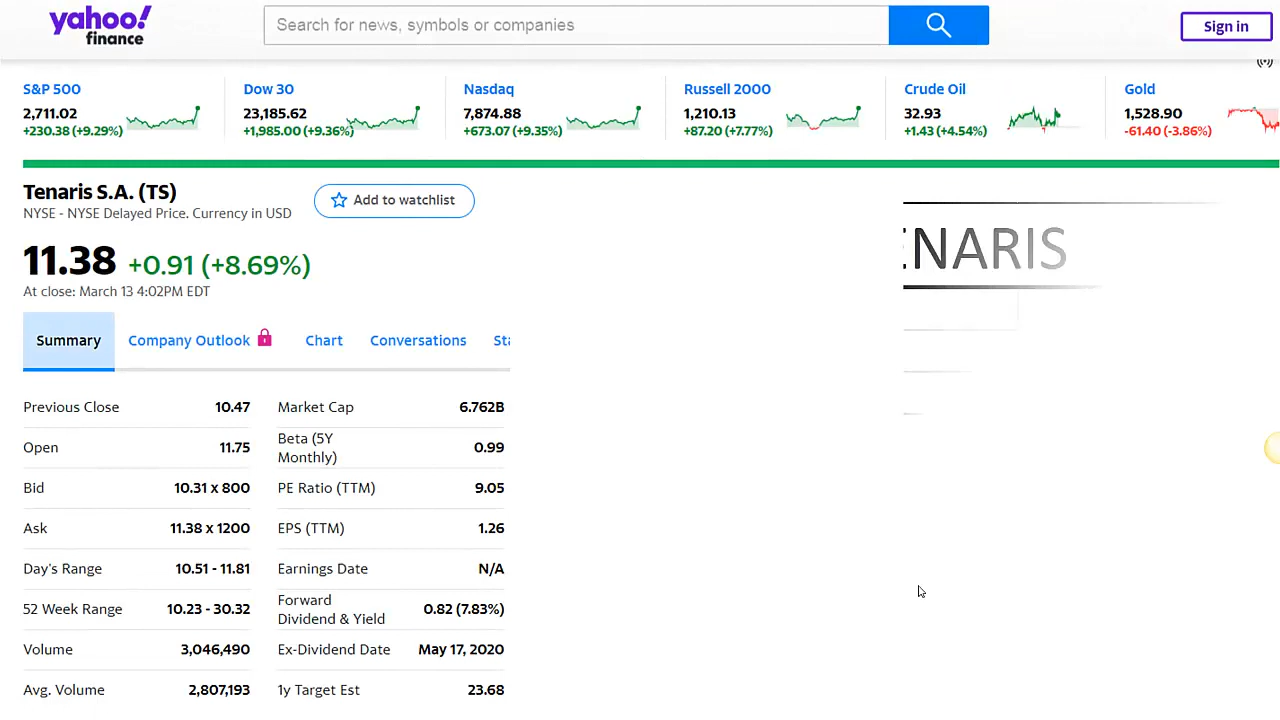 yahoo!
finance
Search for news, symbols or companies
Sign in
S&P 500
2,711.02
+230.38 (+9.29%)
Dow 30
23,185.62
+1,985.00 (+9.36%)
Nasdaq
7,874.88
+673.07 (+9.35%)
Russell 2000
1,210.13
+87.20 (+7.77%)
Crude Oil
32.93
+1.43 (+4.54%)
Gold
1,528.90
-61.40 (-3.86%)
Tenaris S.A. (TS)
NYSE - NYSE Delayed Price. Currency in USD
Add to watchlist
11.38 +0.91 (+8.69%)
At close: March 13 4:02PM EDT
ENARIS
Summary Company Outlook Chart Conversations Sta
Previous Close 10.47
Open 11.75
Bid 10.31 x 800
Ask 11.38 x 1200
Day's Range 10.51 - 11.81
52 Week Range 10.23 - 30.32
Volume 3,046,490
Avg. Volume 2,807,193
Market Cap 6.762B
Beta (5Y
Monthly) 0.99
PE Ratio (TTM) 9.05
EPS (TTM) 1.26
Earnings Date N/A
Forward
Dividend & Yield 0.82 (7.83%)
Ex-Dividend Date May 17, 2020
1y Target Est 23.68